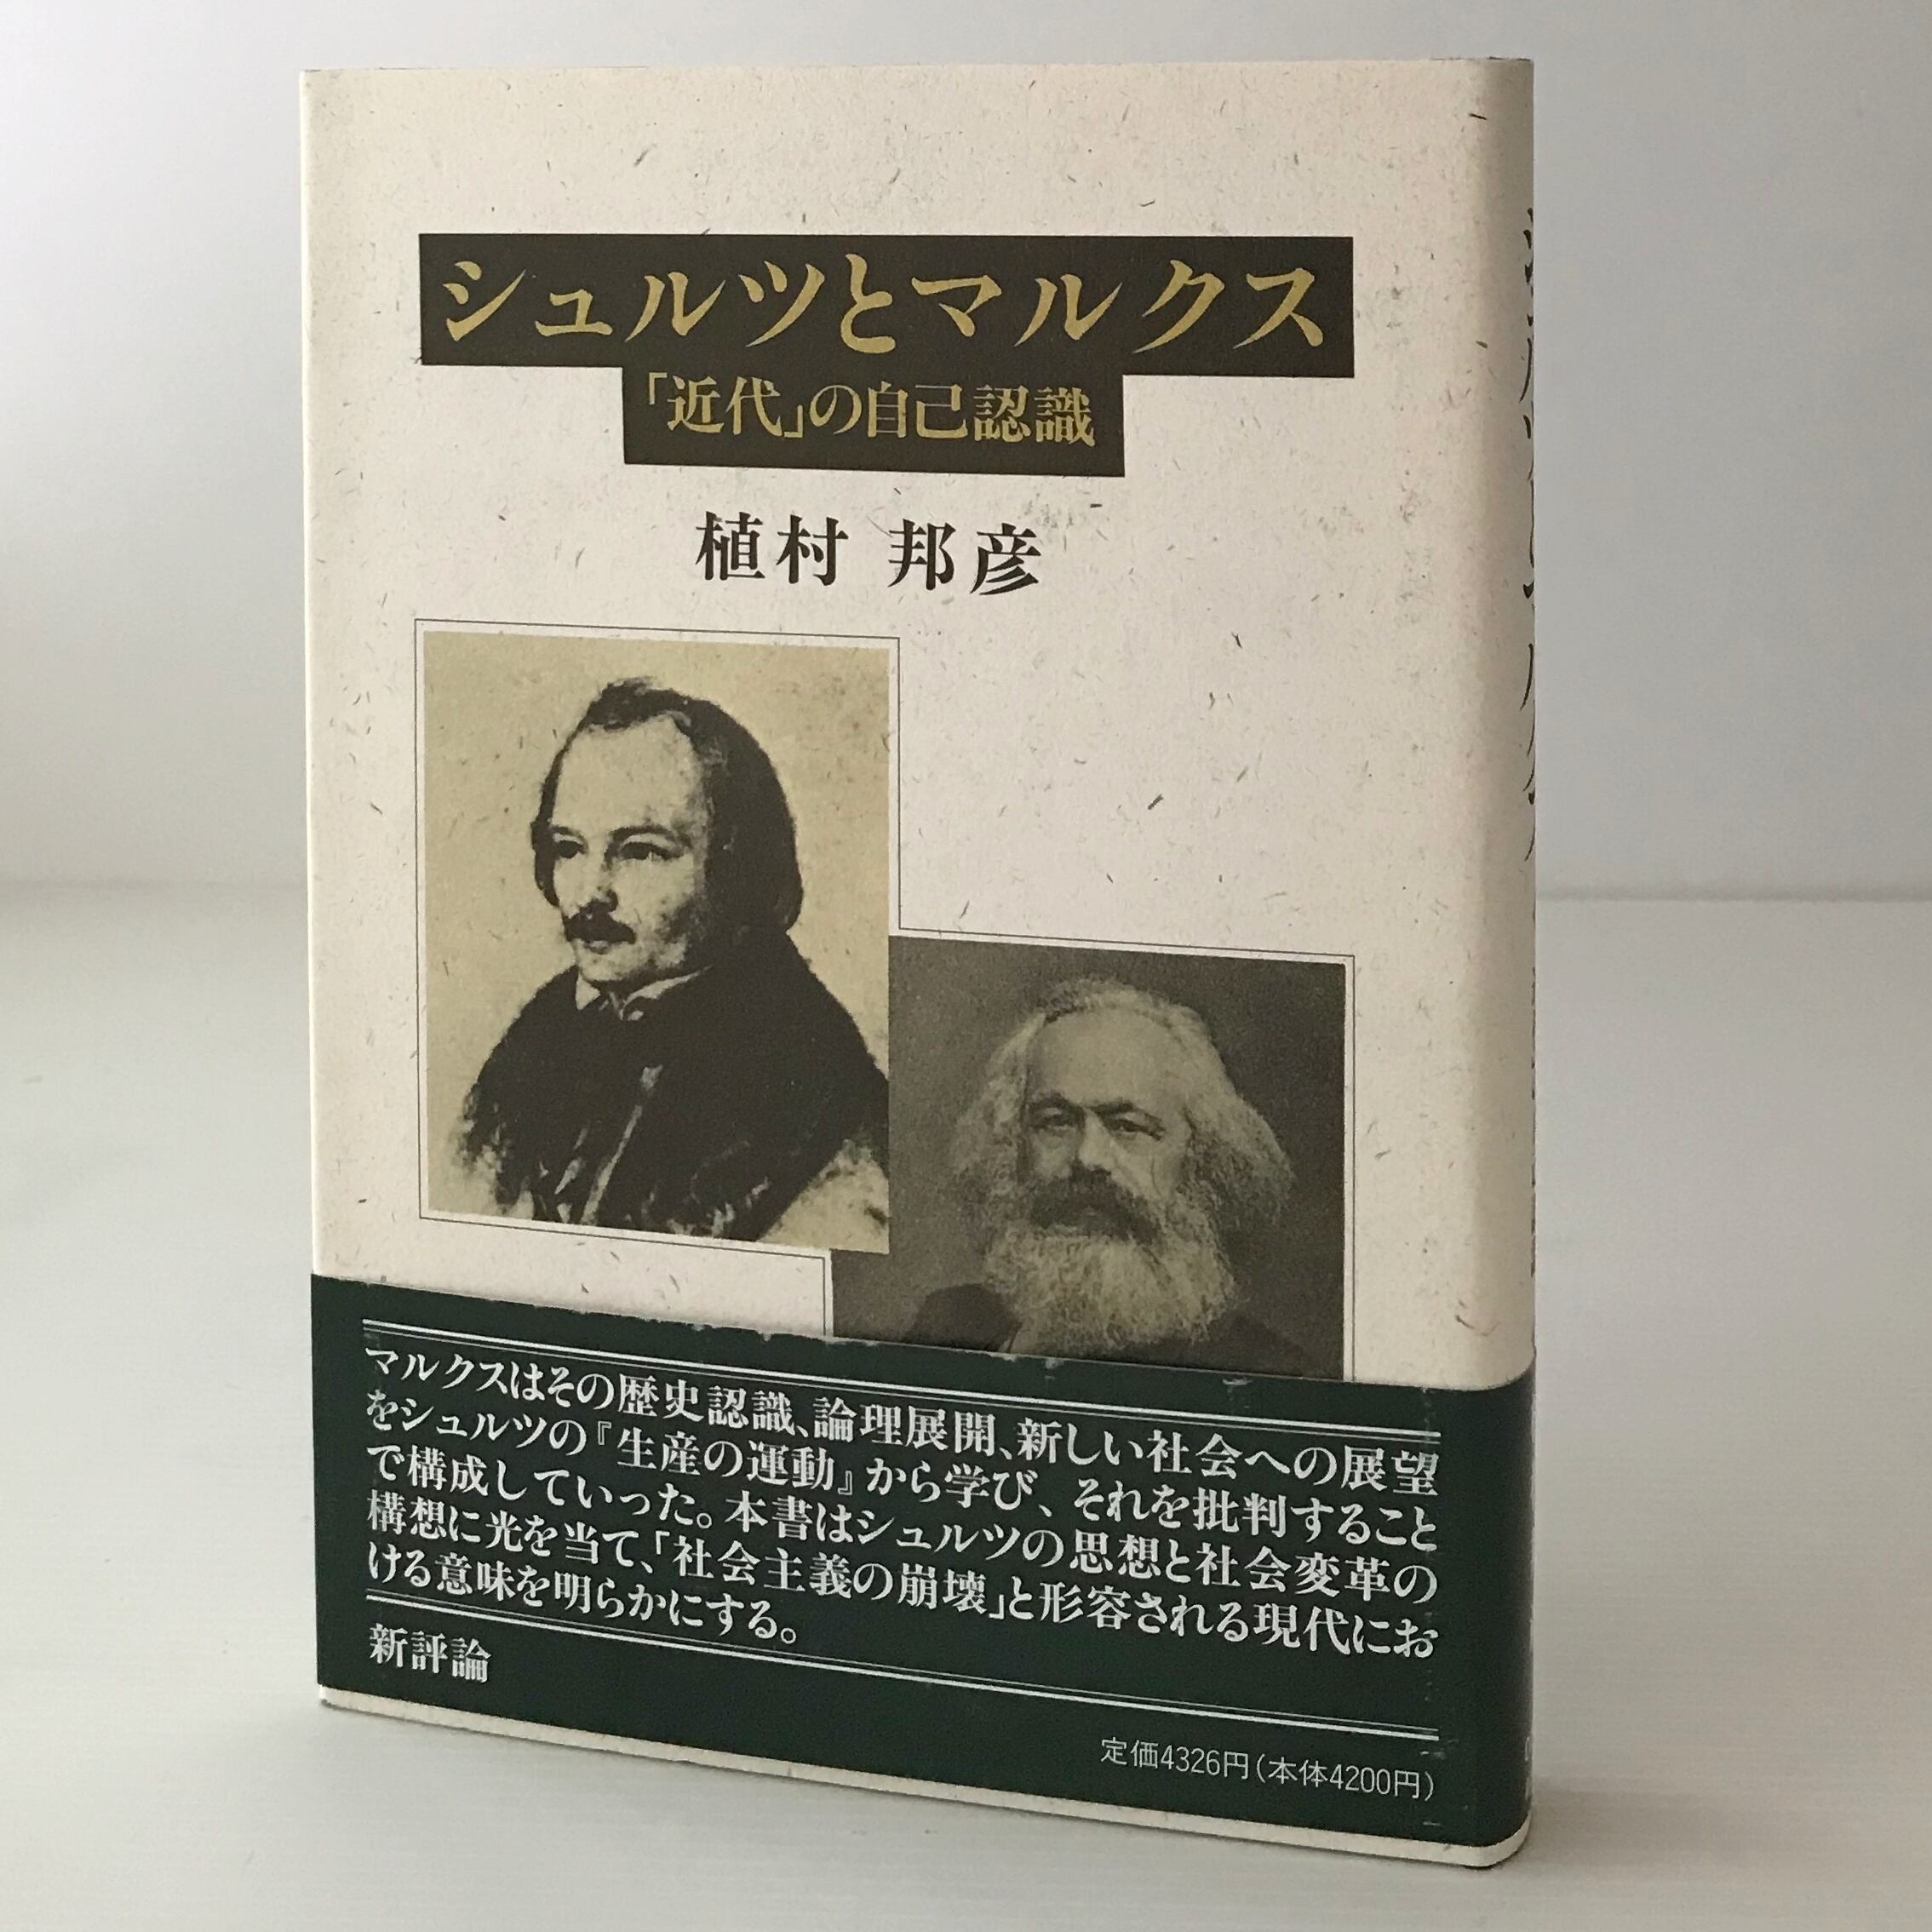 シュルツとマルクス
「近代」の自己認識
植村 邦彦
マルクスはその歴史認識、論理展開、新しい社会への展望
をシュルツの『生産の運動』から学び、それを批判すること
で構成していった。本書はシュルツの思想と社会変革の
構想に光を当て、「社会主義の崩壊」と形容される現代にお
ける意味を明らかにする。
新評論
定価4326円(本体4200円)